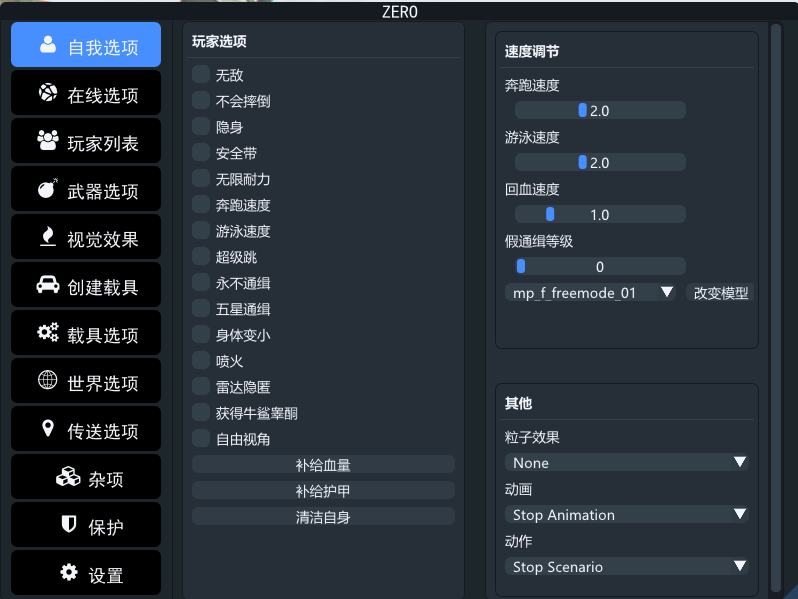 ZERO
自我选项
在线选项
玩家列表
武器选项
视觉效果
创建载具
载具选项
世界选项
传送选项
杂项
保护
设置
玩家选项
无敌
不会摔倒
隐身
安全带
无限耐力
奔跑速度
游泳速度
超级跳
永不通缉
五星通缉
身体变小
喷火
雷达隐匿
获得牛鲨睾酮
自由视角
补给血量
补给护甲
清洁自身
速度调节
奔跑速度
2.0
游泳速度
2.0
回血速度
1.0
假通缉等级
0
mp_f_freemode_01 改变模型
其他
粒子效果
None
动画
Stop Animation
动作
Stop Scenario